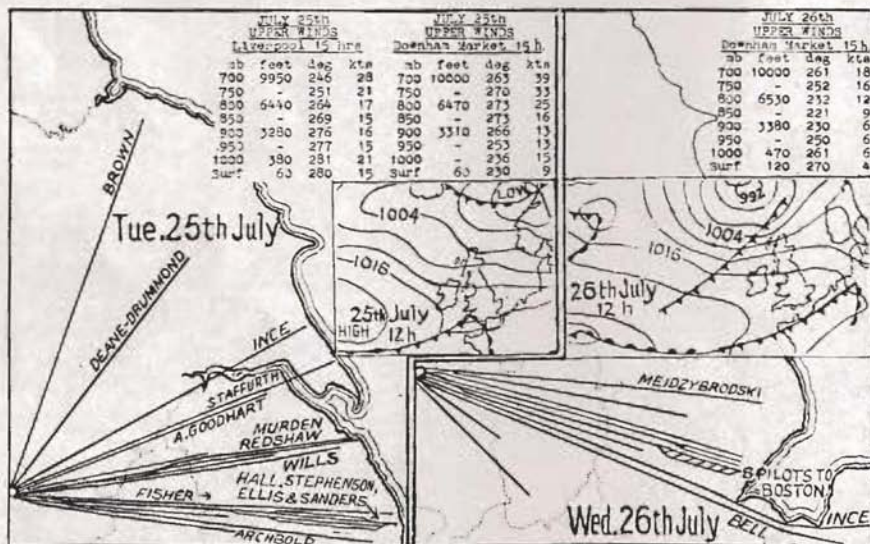 JULY 25th
UPPER WINDS
Liverpool 15 hrs
mb feet deg kts
700 9950 246 28
750 - 251 21
800 6440 264 17
850 - 269 15
900 3280 276 16
950 - 277 15
1000 380 281 21
Surf 60 280 15
JULY 25th
UPPER WINDS
Downham Market 15 h.
mb feet deg kts
700 10000 263 39
750 - 270 33
800 6470 273 25
850 - 273 16
900 3310 266 13
950 - 253 13
1000 - 236 15
Surf 60 230 9
JULY 26th
UPPER WINDS
Downham Market 15h
mb feet deg kts
700 10000 261 18
750 - 252 16
800 6530 232 12
850 - 221 9
900 3380 230 6
950 - 250 6
1000 470 261 6
Surf 120 270 4
BROWN
Tue. 25th July
DEANE-DRUMMOND
INCE
STAFFURTH
A. GOODHART
MURDEN
REDSHAW
WILLS
HALL, STEPHENSON,
ELLIS & SANDERS
FISHER →
ARCHBOLD
LOW
1004
1016
25th July
12h
HIGH
992
1004
1016
26th July
12h
MEJDZYBRODSKI
8 PILOTS TO
BOSTON
INCE
BELL
Wed. 26th July